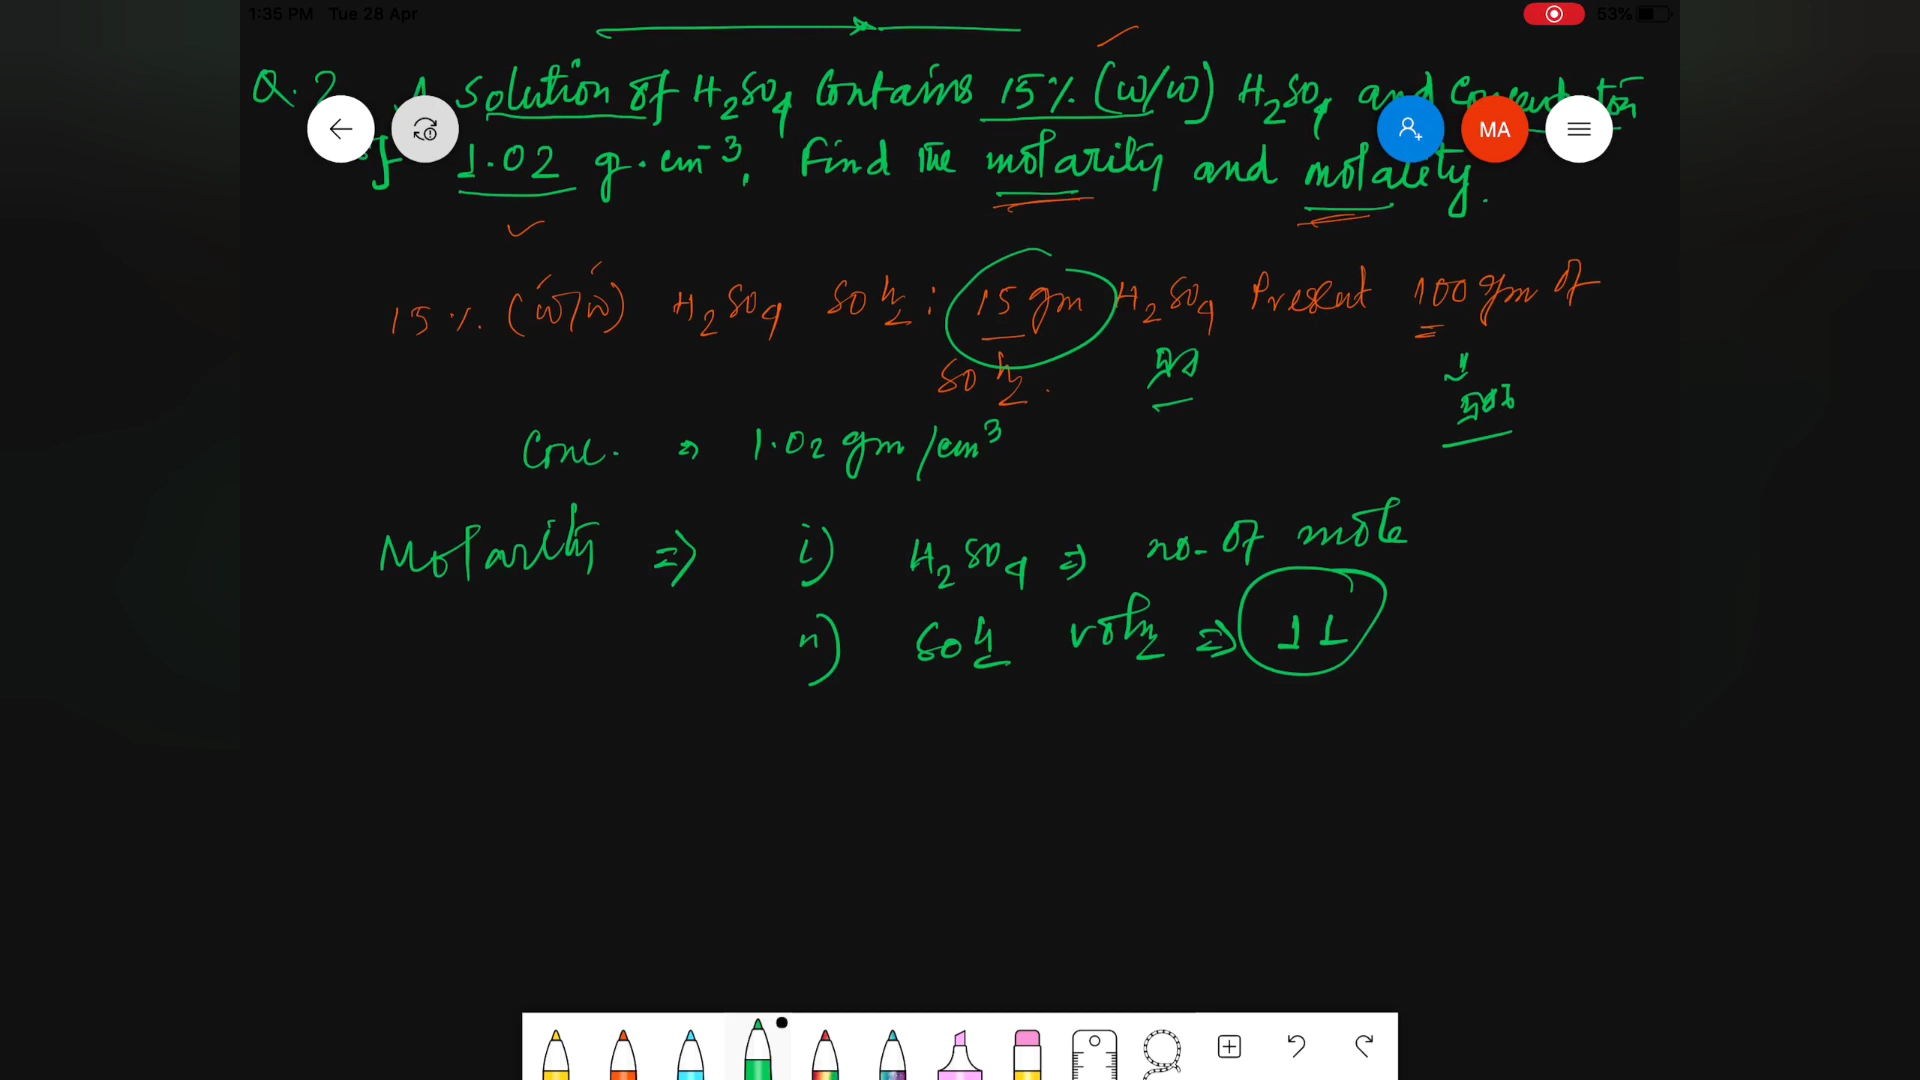 1:35 PM Tue 28 Apr
53%
Q. 2. A solution of H2SO4 contains 15% (w/w) H2SO4 and
MA
of 1.02 g.cm-3. Find the molarity and molality.
15% (w/w) H2SO4 soln: 15 gm H2SO4 Present 100 gm of
soln.
Conc. ⇒ 1.02 gm/cm3
Molarity ⇒ i) H2SO4 ⇒ no. of mole
ii) soln voln ⇒ 1 L